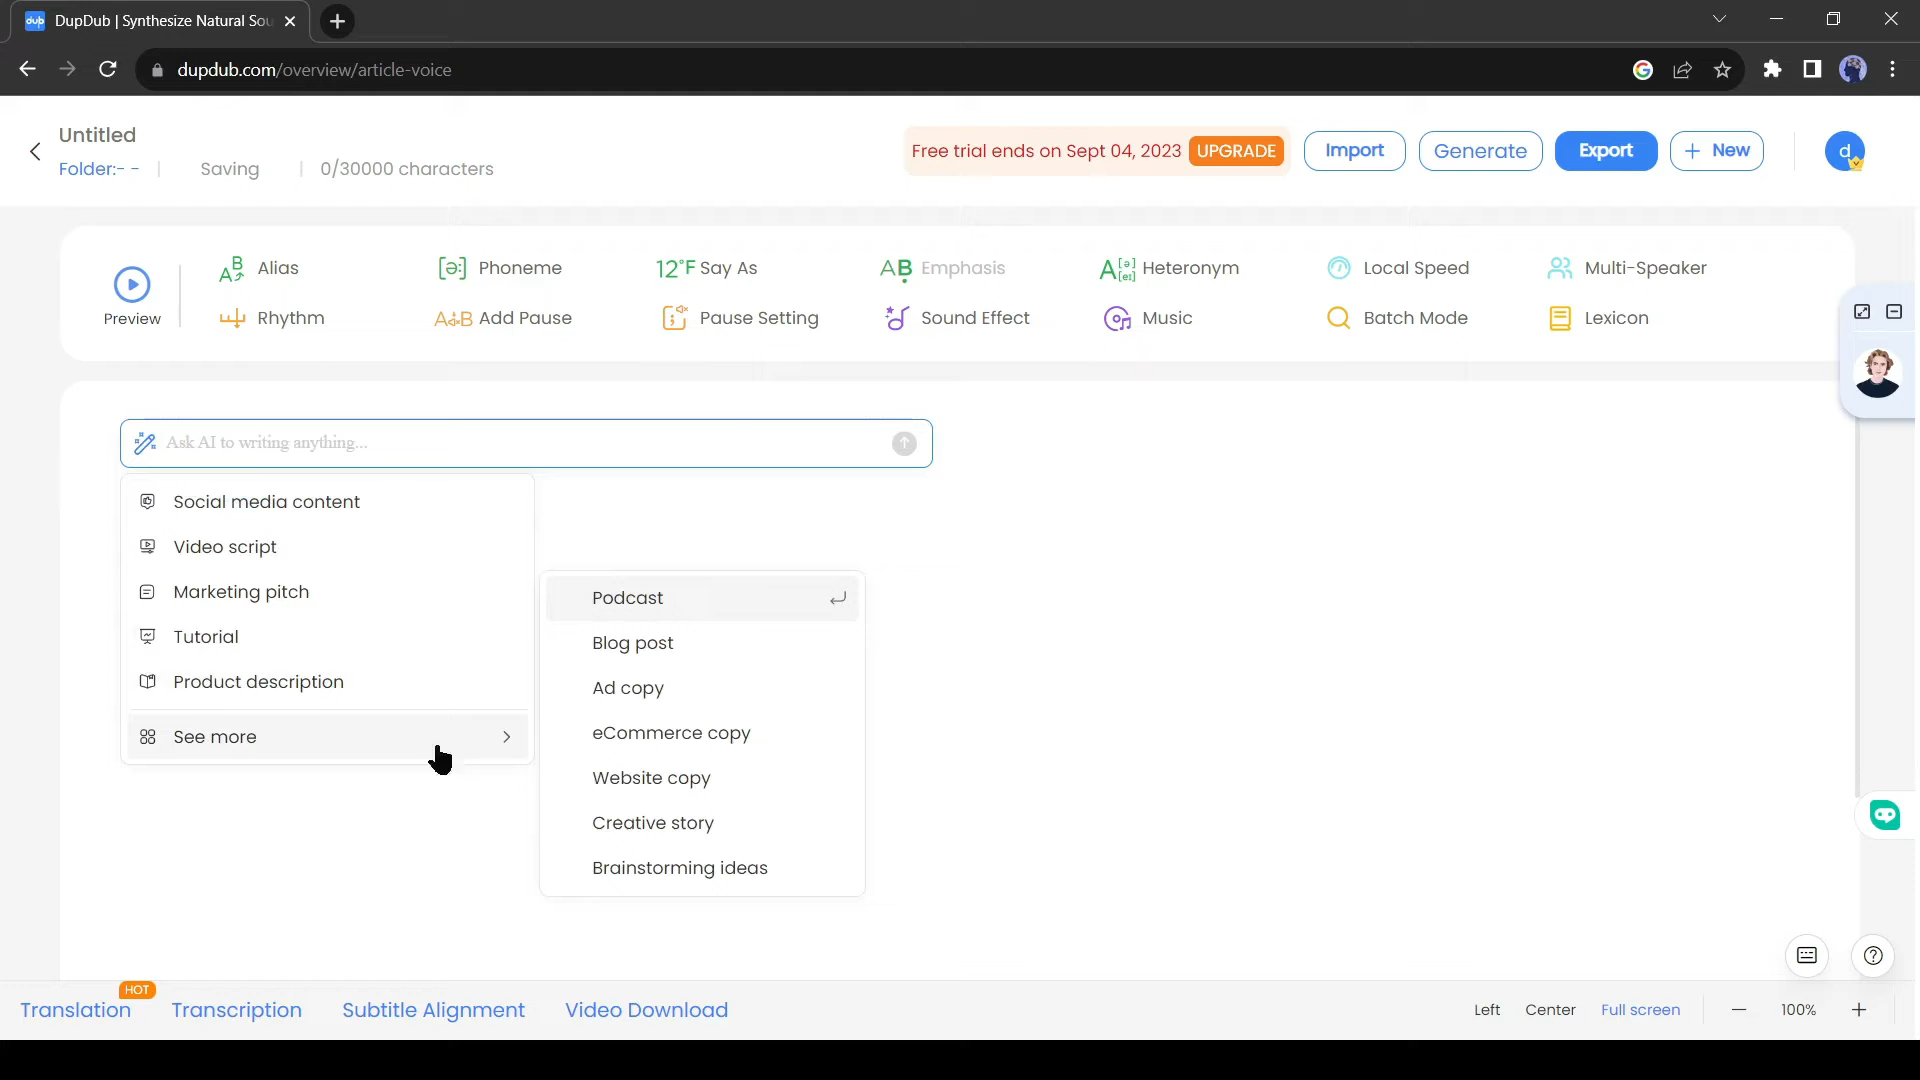 DupDub | Synthesize Natural Sou
dupdub.com/overview/article-voice
Untitled
Folder:- - | Saving | 0/30000 characters
Free trial ends on Sept 04, 2023 UPGRADE Import Generate Export + New d
Preview
Alias Phoneme 12°F Say As AB Emphasis Heteronym Local Speed Multi-Speaker
Rhythm Add Pause Pause Setting Sound Effect Music Batch Mode Lexicon
Ask AI to writing anything...
Social media content
Video script
Marketing pitch
Tutorial
Product description
See more
Podcast
Blog post
Ad copy
eCommerce copy
Website copy
Creative story
Brainstorming ideas
HOT
Translation Transcription Subtitle Alignment Video Download Left Center Full screen — 100% +